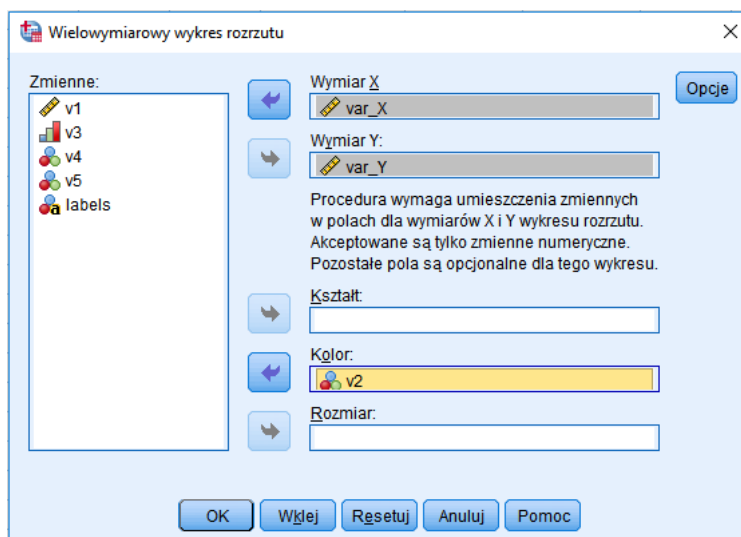 Wielowymiarowy wykres rozrzutu
Zmienne:
v1
v3
v4
v5
a labels
Wymiar X
var_X
Wymiar Y:
var_Y
Procedura wymaga umieszczenia zmiennych
w polach dla wymiarów X i Y wykresu rozrzutu.
Akceptowane są tylko zmienne numeryczne.
Pozostałe pola są opcjonalne dla tego wykresu.
Kształt:
Kolor:
v2
Rozmiar:
Opcje
OK
Wklej
Resetuj
Anuluj
Pomoc